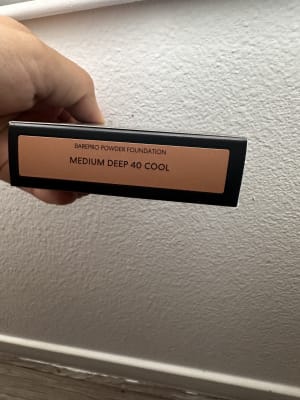 BAREPRO POWDER FOUNDATION
MEDIUM DEEP 40 COOL